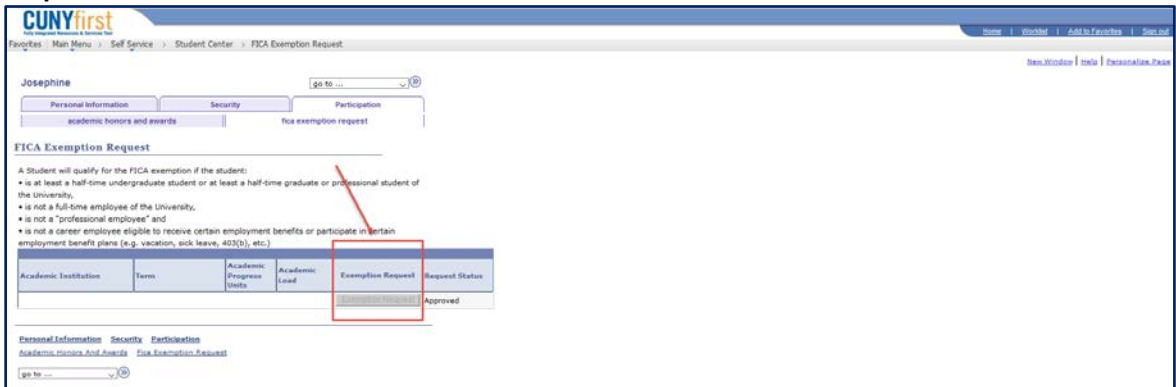 CUNYfirst
Fully Integrated Resources & Services Tool
Home | Worklist | Add to Favorites | Sign out
Favorites Main Menu > Self Service > Student Center > FICA Exemption Request
New Window | Help | Personalize Page
Josephine
go to ...
Personal Information Security Participation
academic honors and awards fica exemption request
FICA Exemption Request
A Student will qualify for the FICA exemption if the student:
• is at least a half-time undergraduate student or at least a half-time graduate or professional student of
the University,
• is not a full-time employee of the University,
• is not a "professional employee" and
• is not a career employee eligible to receive certain employment benefits or participate in certain
employment benefit plans (e.g. vacation, sick leave, 403(b), etc.)
Academic Institution Term Academic Progress Units Academic Load Exemption Request Request Status
Exemption Request Approved
Personal Information Security Participation
Academic Honors And Awards Fica Exemption Request
go to ...